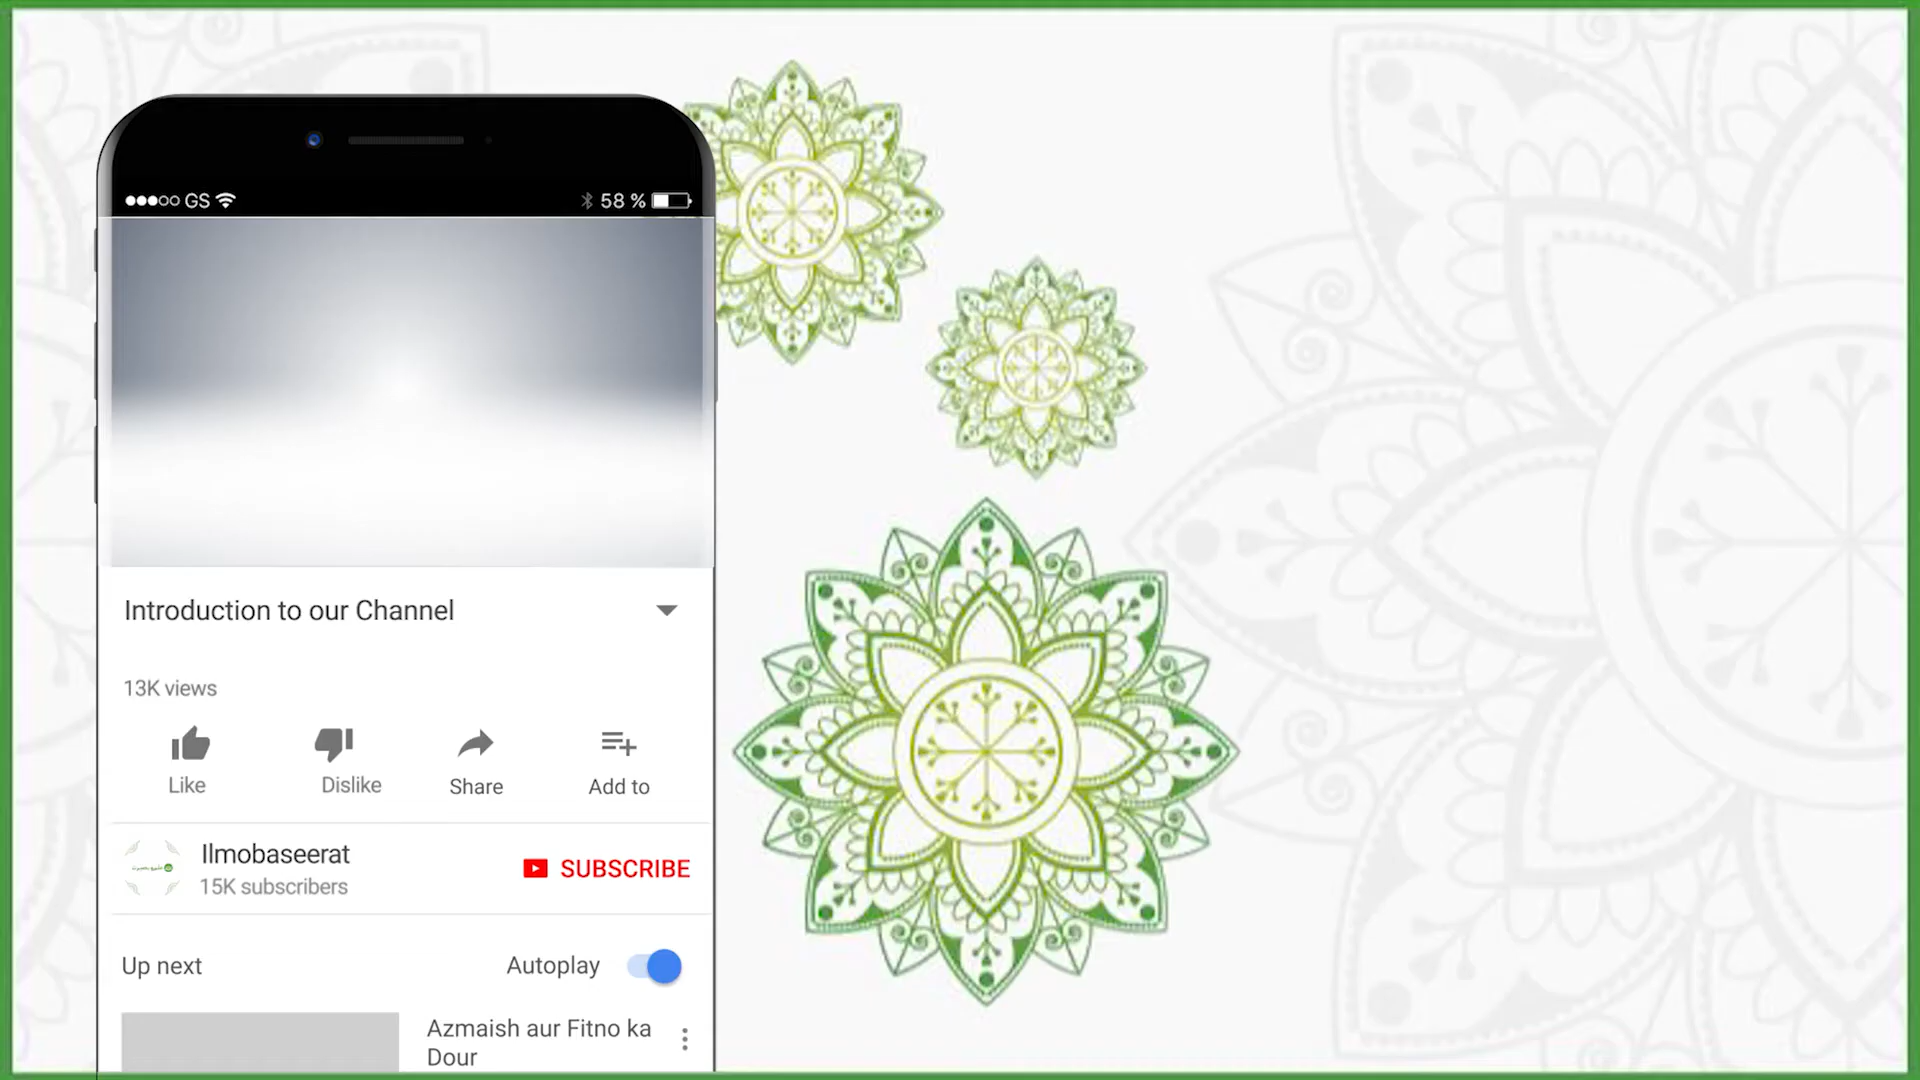 GS 58 %
Introduction to our Channel
13K views
Like Dislike Share Add to
Ilmobaseerat
15K subscribers
SUBSCRIBE
Up next Autoplay
Azmaish aur Fitno ka
Dour